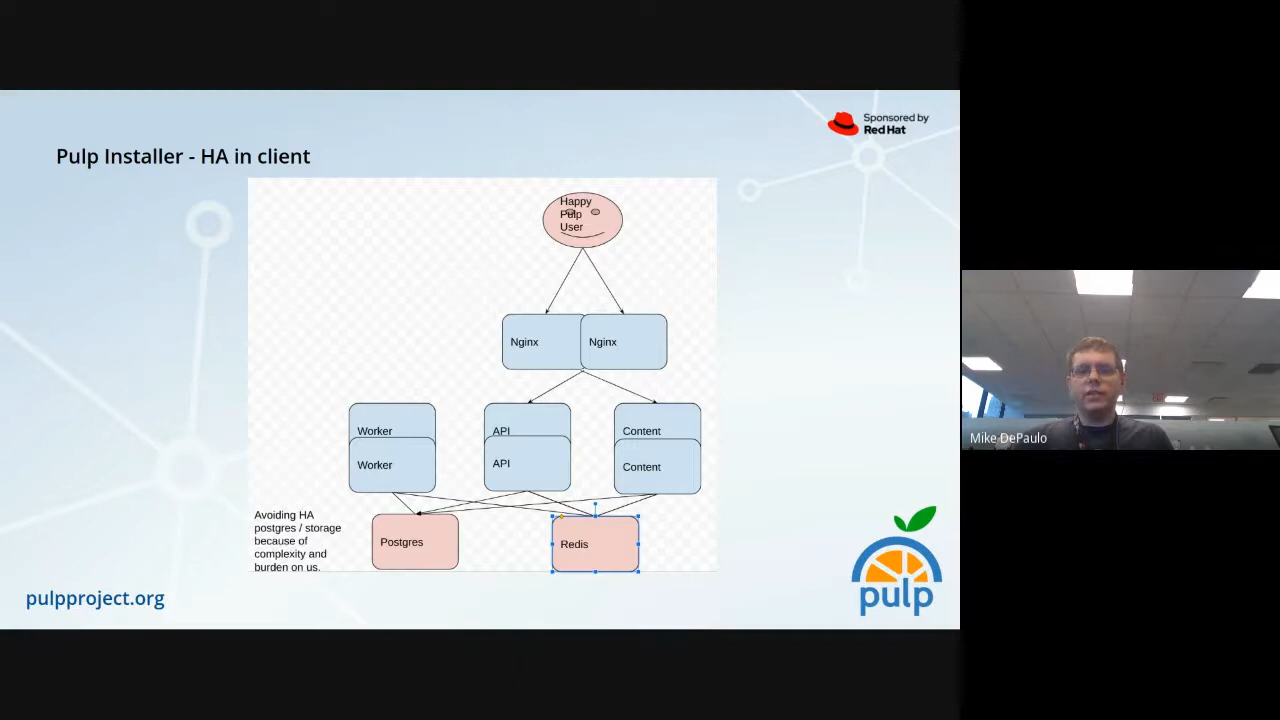 Sponsored by
Red Hat
Pulp Installer - HA in client
Happy
Pulp
User
Nginx
Nginx
Worker
API
Content
Worker
API
Content
Avoiding HA
postgres / storage
because of
complexity and
burden on us.
Postgres
Redis
pulpproject.org
pulp
Mike DePaulo